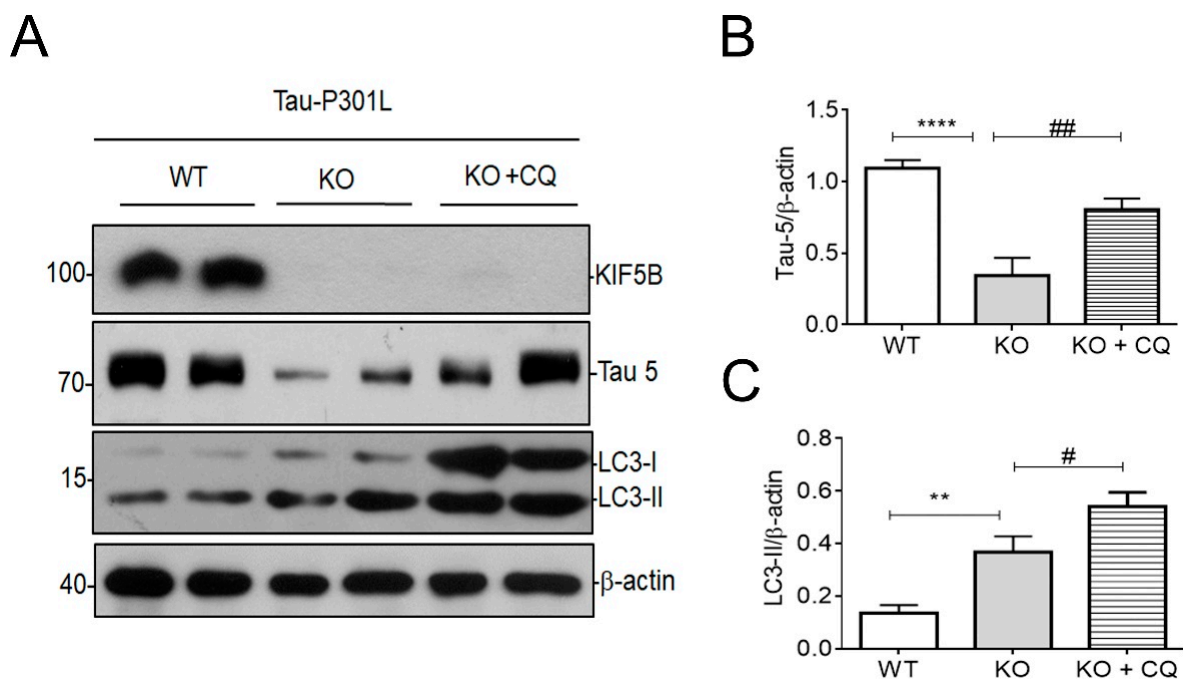 A
Tau-P301L
WT KO KO +CQ
100
KIF5B
70
Tau 5
15
LC3-I
LC3-II
40
β-actin
B
Tau-5/β-actin
1.5
1.0
0.5
0.0
**** ##
WT KO KO + CQ
C
LC3-II/β-actin
0.8
0.6
0.4
0.2
0.0
** #
WT KO KO + CQ